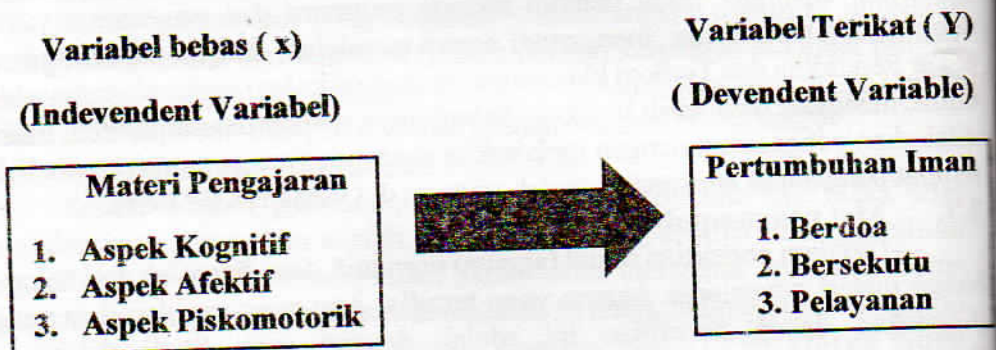 Variabel bebas ( x)
(Indevendent Variabel)
Materi Pengajaran
1. Aspek Kognitif
2. Aspek Afektif
3. Aspek Piskomotorik
Variabel Terikat ( Y)
( Devendent Variable)
Pertumbuhan Iman
1. Berdoa
2. Bersekutu
3. Pelayanan